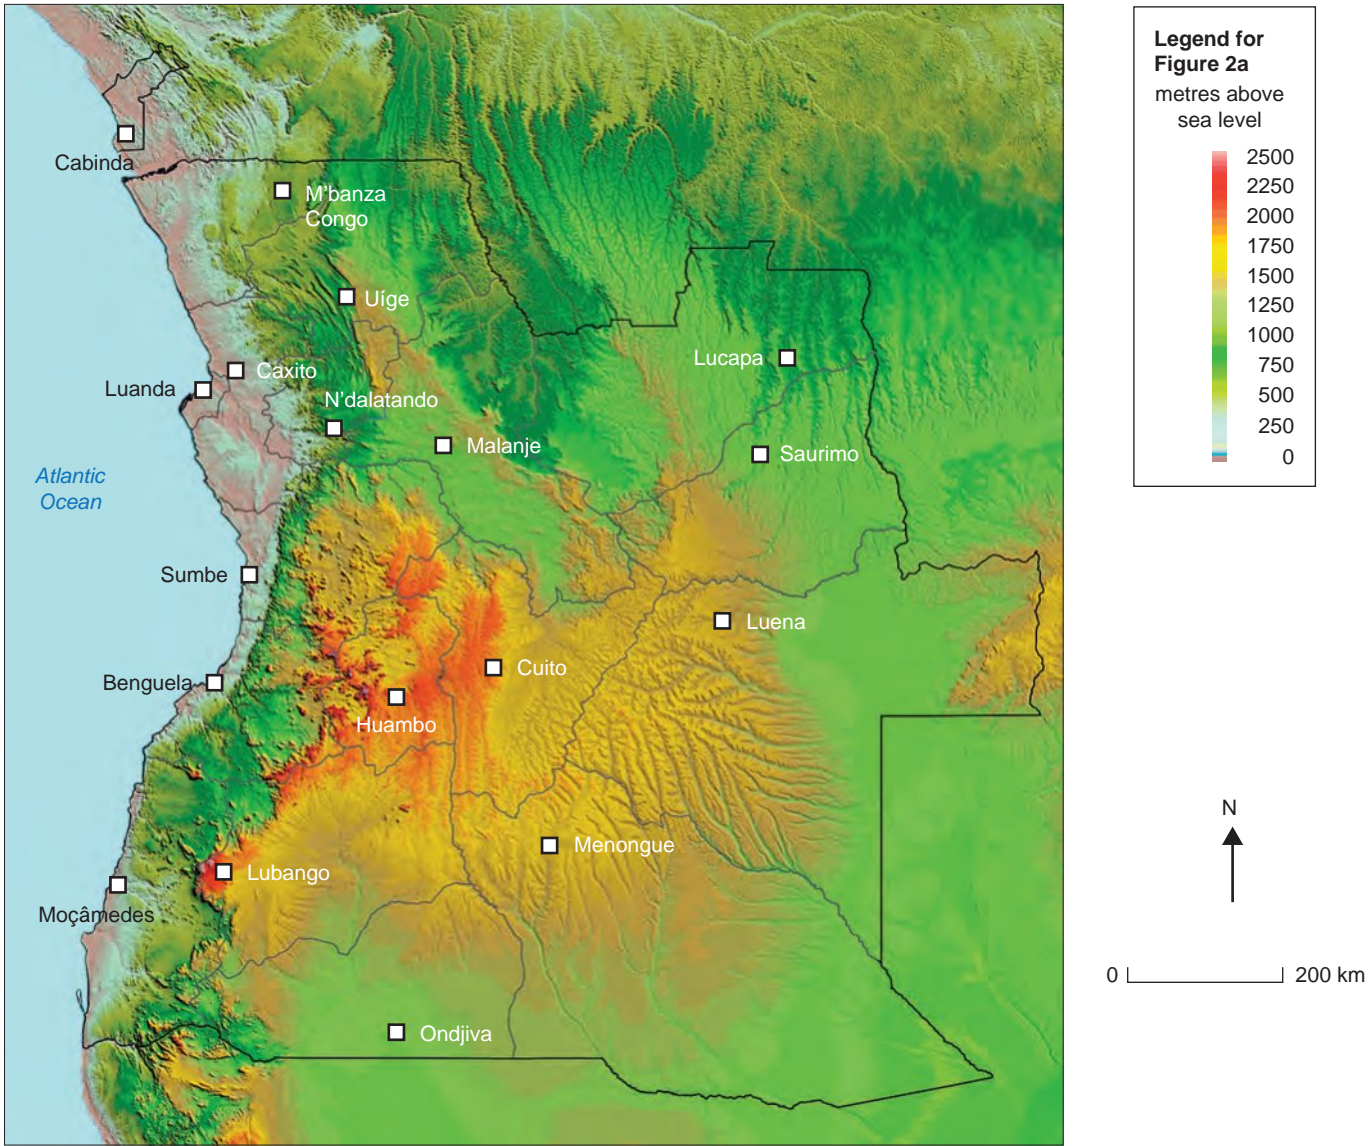 Cabinda
M'banza
Congo
Uíge
Caxito
Luanda
N'dalatando
Lucapa
Malanje
Saurimo
Atlantic
Ocean
Sumbe
Luena
Cuito
Benguela
Huambo
Menongue
Lubango
Moçâmedes
Ondjiva
Legend for
Figure 2a
metres above
sea level
2500
2250
2000
1750
1500
1250
1000
750
500
250
0
N
0 200 km